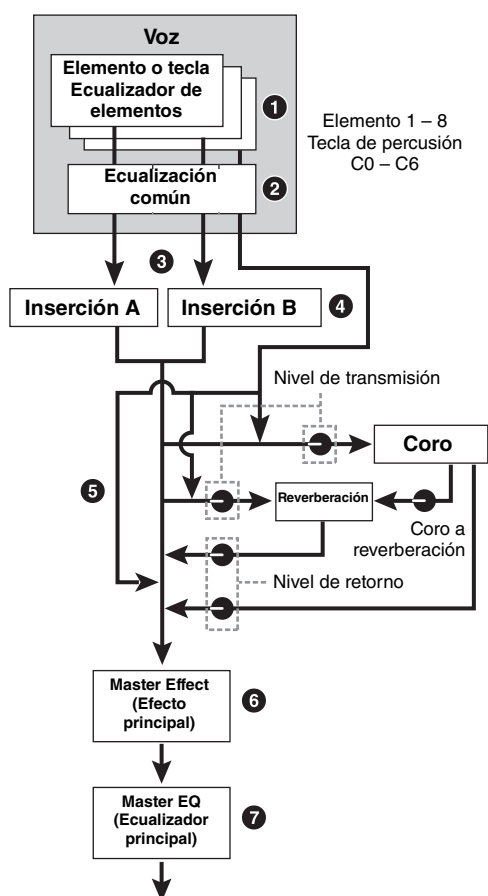 Voz
Elemento o tecla
Ecualizador de
elementos
1
Elemento 1 – 8
Tecla de percusión
C0 – C6
Ecualización
común
2
3
Inserción A
Inserción B
4
Nivel de transmisión
Coro
5
Reverberación
Coro a
reverberación
Nivel de retorno
Master Effect
(Efecto
principal)
6
Master EQ
(Ecualizador
principal)
7